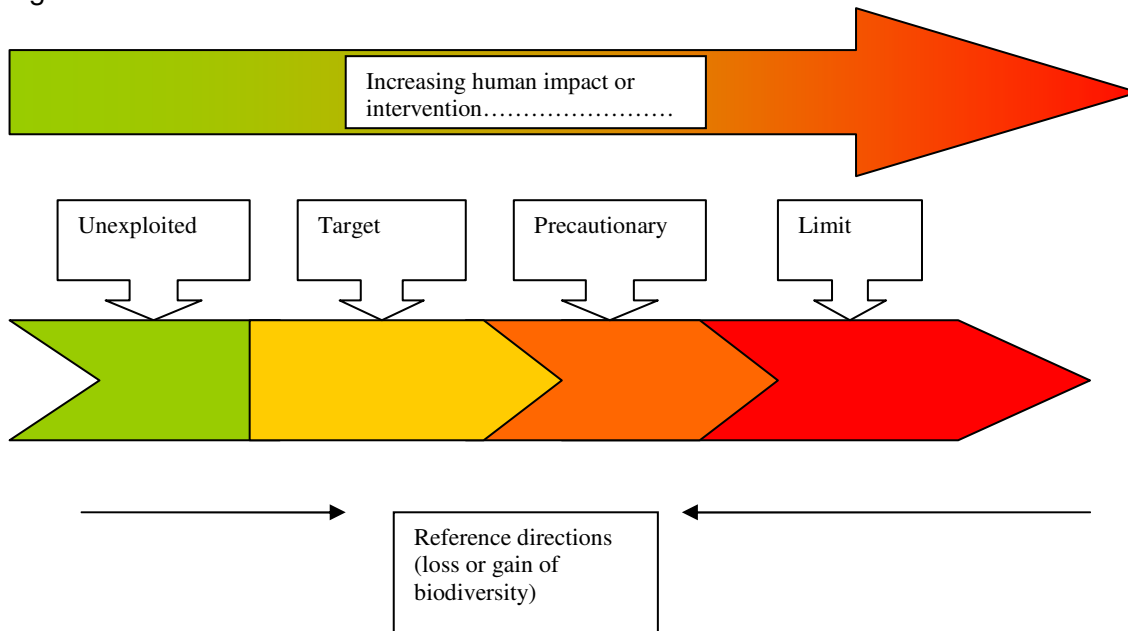 Increasing human impact or
intervention……………………
Unexploited
Target
Precautionary
Limit
Reference directions
(loss or gain of
biodiversity)